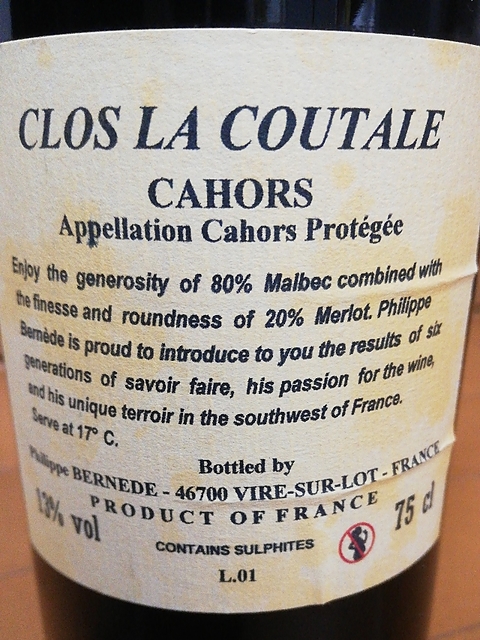 CLOS LA COUTALE
CAHORS
Appellation Cahors Protégée
Enjoy the generosity of 80% Malbec combined with
the finesse and roundness of 20% Merlot. Philippe
Bernède is proud to introduce to you the results of six
generations of savoir faire, his passion for the wine,
and his unique terroir in the southwest of France.
Serve at 17° C.
Bottled by
Philippe BERNEDE - 46700 VIRE-SUR-LOT - FRANCE
PRODUCT OF FRANCE
13% vol
75 cl
CONTAINS SULPHITES
L.01